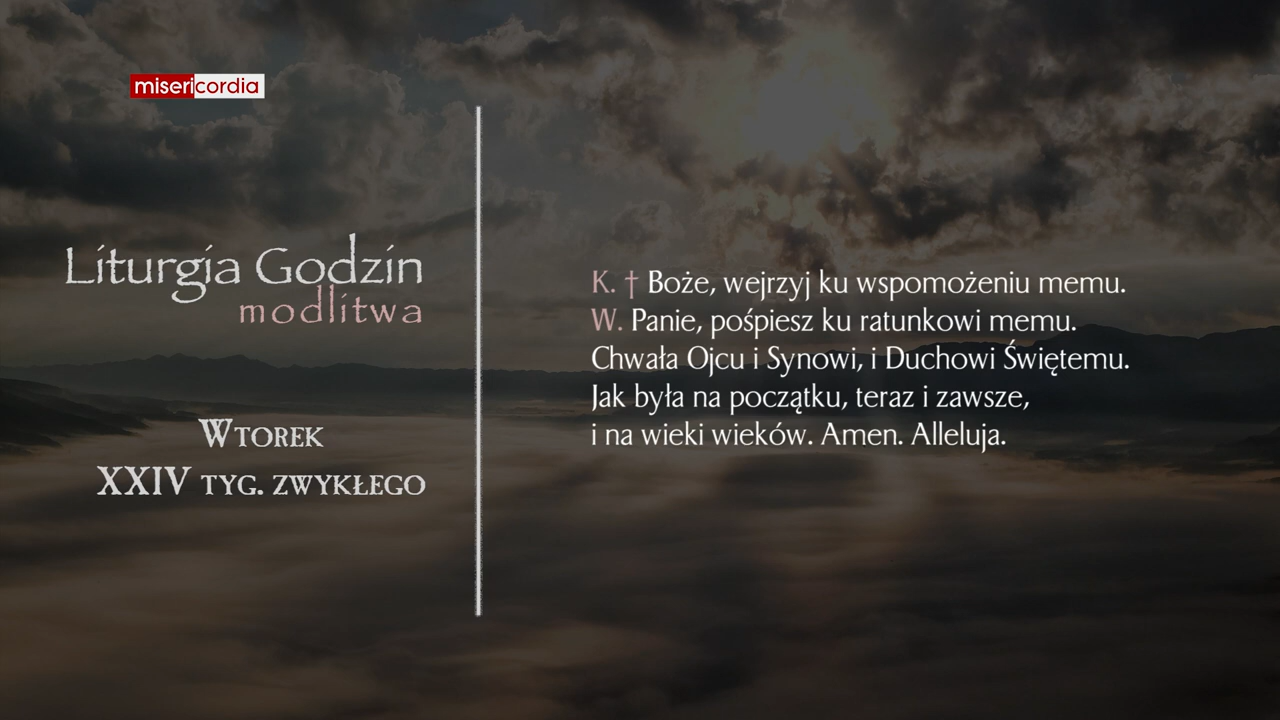 misericordia
Liturgia Godzin
modlitwa
Wtorek
XXIV tyg. zwykłego
K. † Boże, wejrzyj ku wspomożeniu memu.
W. Panie, pośpiesz ku ratunkowi memu.
Chwała Ojcu i Synowi, i Duchowi Świętemu.
Jak była na początku, teraz i zawsze,
i na wieki wieków. Amen. Alleluja.